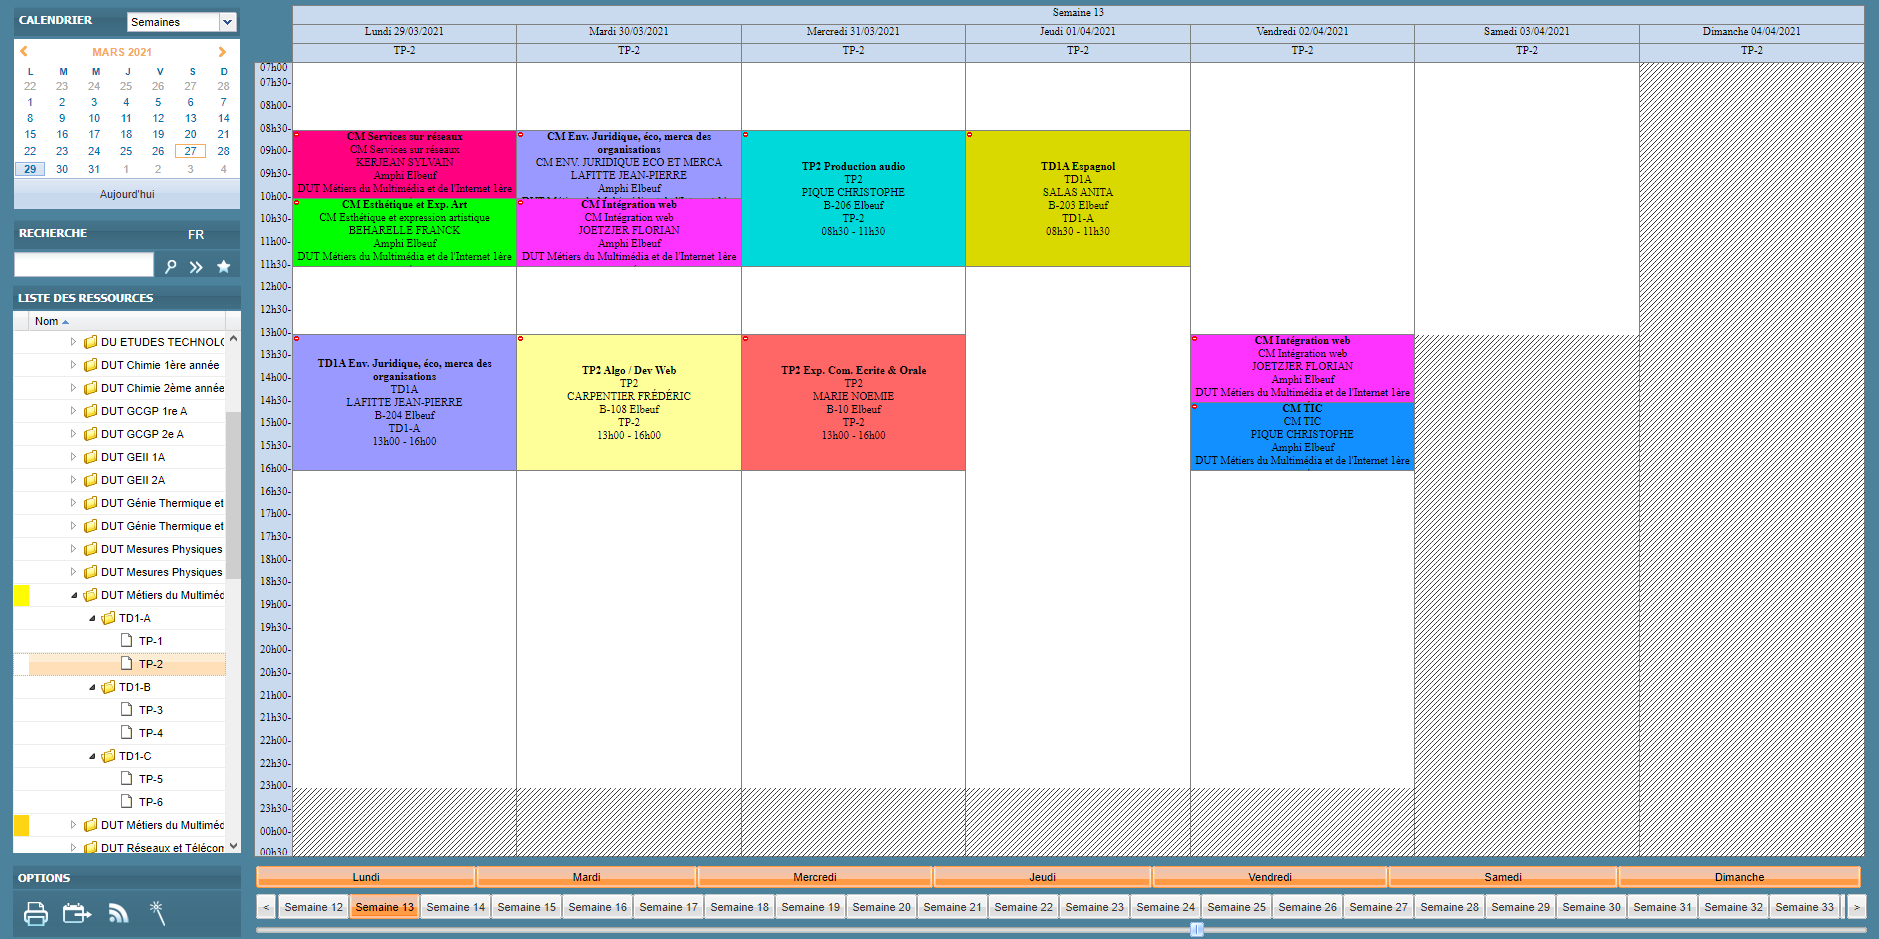 CALENDRIER
Semaines
MARS 2021
L M M J V S D
22 23 24 25 26 27 28
1 2 3 4 5 6 7
8 9 10 11 12 13 14
15 16 17 18 19 20 21
22 23 24 25 26 27 28
29 30 31 1 2 3 4
Aujourd'hui
RECHERCHE FR
LISTE DES RESSOURCES
Nom
DU ETUDES TECHNOLO
DUT Chimie 1ère année
DUT Chimie 2ème année
DUT GCGP 1re A
DUT GCGP 2e A
DUT GEII 1A
DUT GEII 2A
DUT Génie Thermique et
DUT Génie Thermique et
DUT Mesures Physiques
DUT Mesures Physiques
DUT Métiers du Multiméd
TD1-A
TP-1
TP-2
TD1-B
TP-3
TP-4
TD1-C
TP-5
TP-6
DUT Métiers du Multiméd
DUT Réseaux et Télécom
OPTIONS
Semaine 13
Lundi 29/03/2021 Mardi 30/03/2021 Mercredi 31/03/2021 Jeudi 01/04/2021 Vendredi 02/04/2021 Samedi 03/04/2021 Dimanche 04/04/2021
TP-2 TP-2 TP-2 TP-2 TP-2 TP-2 TP-2
07h00
07h30-
08h00-
08h30-
09h00-
09h30-
10h00-
10h30-
11h00-
11h30-
12h00-
12h30-
13h00-
13h30-
14h00-
14h30-
15h00-
15h30-
16h00-
16h30-
17h00-
17h30-
18h00-
18h30-
19h00-
19h30-
20h00-
20h30-
21h00-
21h30-
22h00-
22h30-
23h00-
23h30-
00h00-
00h30
CM Services sur réseaux
CM Services sur réseaux
KERJEAN SYLVAIN
Amphi Elbeuf
DUT Métiers du Multimédia et de l'Internet 1ère
CM Esthétique et Exp. Art
CM Esthétique et expression artistique
BEHARELLE FRANCK
Amphi Elbeuf
DUT Métiers du Multimédia et de l'Internet 1ère
TD1A Env. Juridique, éco, merca des
organisations
TD1A
LAFITTE JEAN-PIERRE
B-204 Elbeuf
TD1-A
13h00 - 16h00
CM Env. Juridique, éco, merca des
organisations
CM ENV. JURIDIQUE ECO ET MERCA
LAFITTE JEAN-PIERRE
Amphi Elbeuf
CM Intégration web
CM Intégration web
JOETZJER FLORIAN
Amphi Elbeuf
DUT Métiers du Multimédia et de l'Internet 1ère
TP2 Algo / Dev Web
TP2
CARPENTIER FRÉDÉRIC
B-108 Elbeuf
TP-2
13h00 - 16h00
TP2 Production audio
TP2
PIQUE CHRISTOPHE
B-206 Elbeuf
TP-2
08h30 - 11h30
TP2 Exp. Com. Ecrite & Orale
TP2
MARIE NOEMIE
B-10 Elbeuf
TP-2
13h00 - 16h00
TD1A Espagnol
TD1A
SALAS ANITA
B-203 Elbeuf
TD1-A
08h30 - 11h30
CM Intégration web
CM Intégration web
JOETZJER FLORIAN
Amphi Elbeuf
DUT Métiers du Multimédia et de l'Internet 1ère
CM TIC
CM TIC
PIQUE CHRISTOPHE
Amphi Elbeuf
DUT Métiers du Multimédia et de l'Internet 1ère
Lundi Mardi Mercredi Jeudi Vendredi Samedi Dimanche
< Semaine 12 Semaine 13 Semaine 14 Semaine 15 Semaine 16 Semaine 17 Semaine 18 Semaine 19 Semaine 20 Semaine 21 Semaine 22 Semaine 23 Semaine 24 Semaine 25 Semaine 26 Semaine 27 Semaine 28 Semaine 29 Semaine 30 Semaine 31 Semaine 32 Semaine 33 >